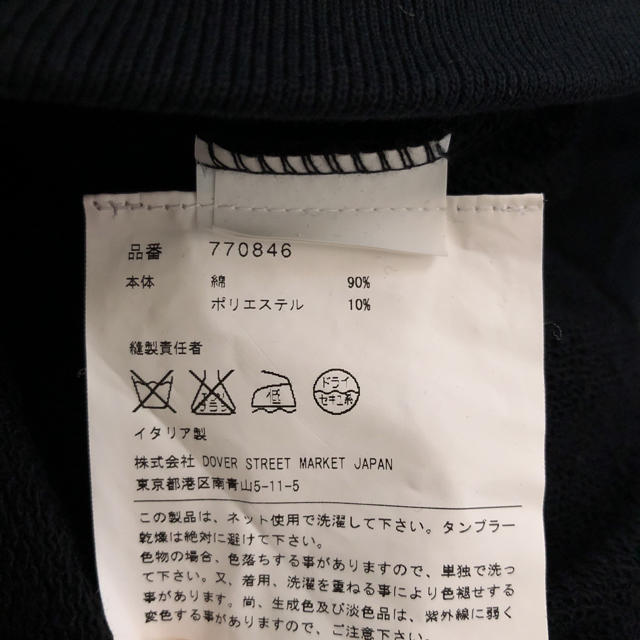 品番 770846
本体 綿 90%
ポリエステル 10%
縫製責任者
低 ドライ セキユ系
イタリア製
株式会社 DOVER STREET MARKET JAPAN
東京都港区南青山5-11-5
この製品は、ネット使用で洗濯して下さい。タンブラー
乾燥は絶対に避けて下さい。
色物の場合、色落ちする事がありますので、単独で洗っ
て下さい。又、着用、洗濯を重ねる事により色褪せする
事があります。尚、生成色及び淡色品は、紫外線に弱く
変色する事がありますので、ご注意下さい。